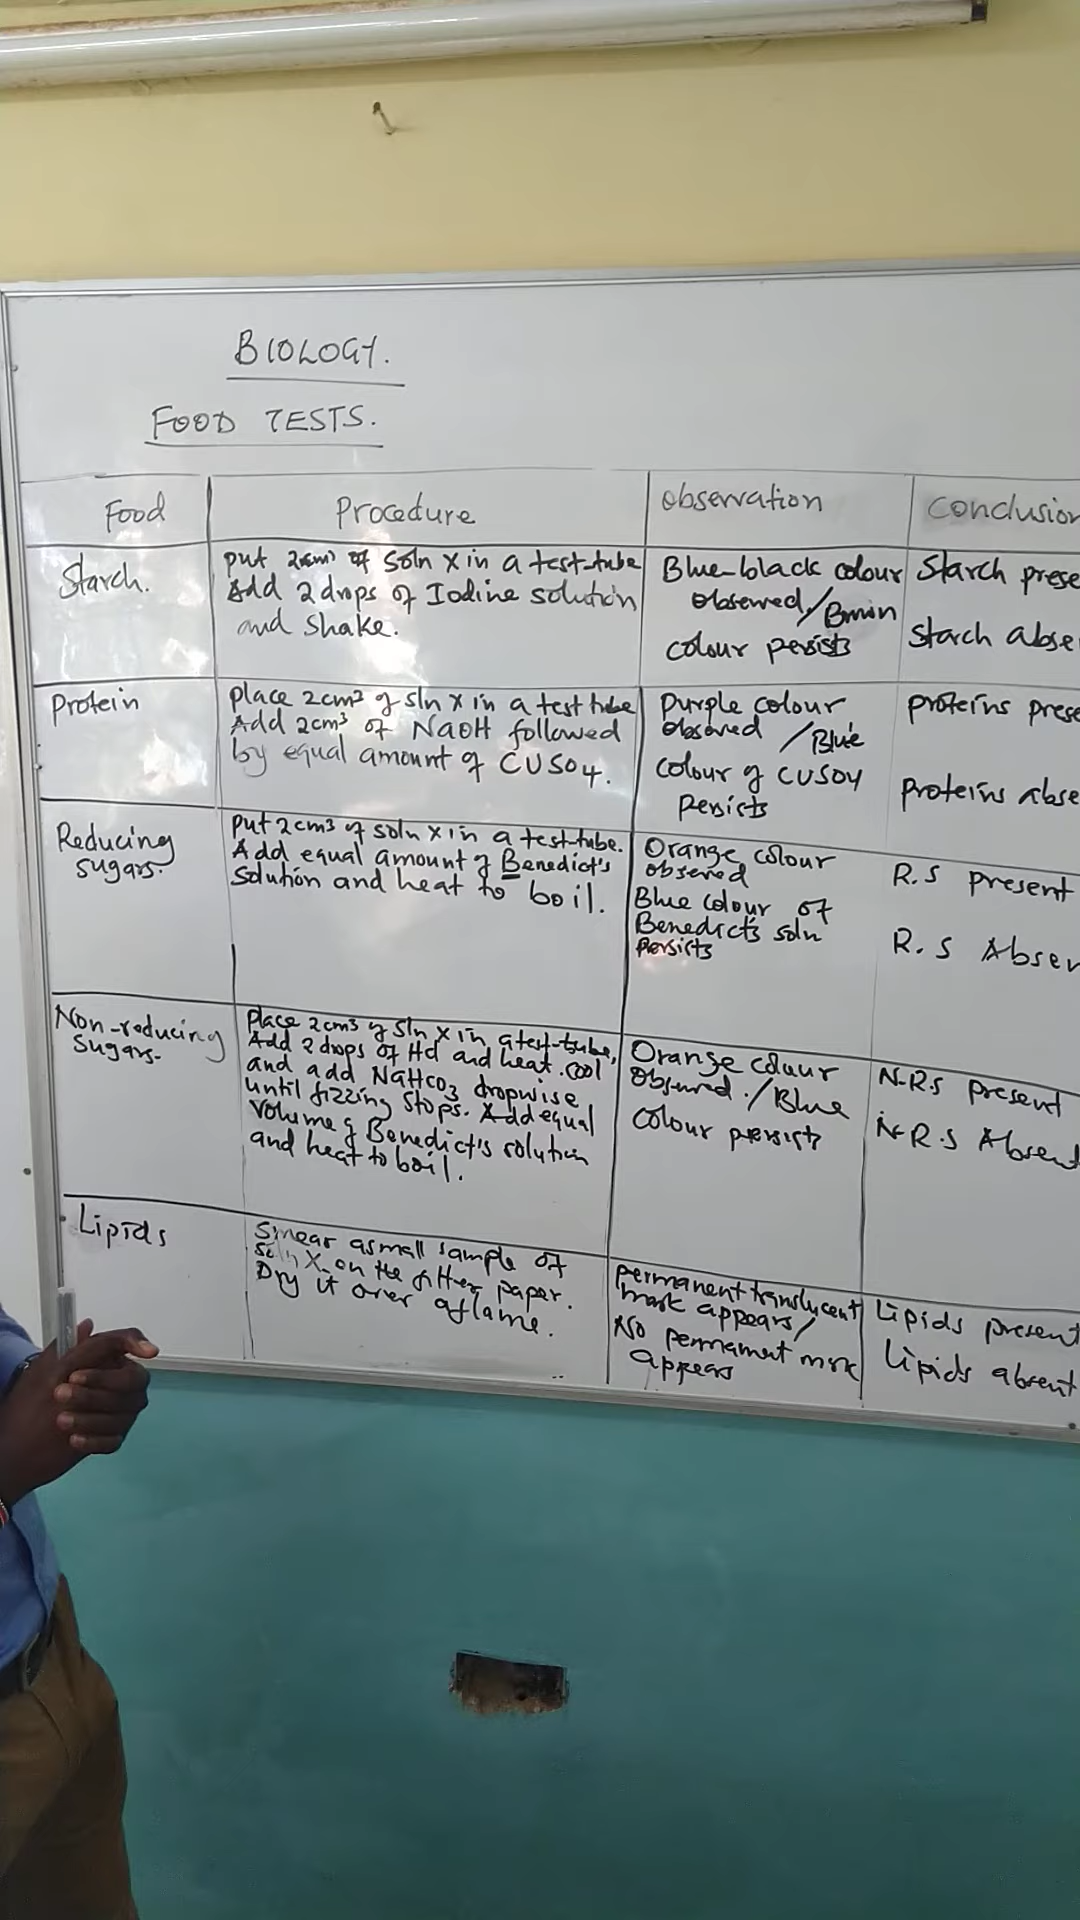 BIOLOGY.
FOOD TESTS.
Food
Procedure
observation
conclusion
Starch.
put 2cm³ of soln X in a test-tube
Add 2 drops of Iodine solution
and shake.
Blue-black colour
observed/
colour persists
Starch prese
starch abse
Protein
place 2cm³ of sln X in a test tube
Add 2cm³ of NaOH followed
by equal amount of CUSO4.
Purple colour
observed /Blue
colour of CUSO4
Persists
proteins prese
proteins abse
Reducing
sugars.
put 2cm³ of soln X in a test-tube.
Add equal amount of Benedict's
solution and heat to boil.
Orange colour
observed
Blue colour of
Benedict's soln
Persists
R.S present
R.S Absen
Non-reducing
sugars-
Place 2cm³ of sln X in a test-tube,
Add 2 drops of Hcl and heat. cool
and add NaHCO3 dropwise
until fizzing stops. Add equal
volume of Benedict's solution
and heat to boil.
Orange colour
observed./Blue
colour persists
N-R.S present
N-R.S Absent
Lipids
Smear a small sample of
soln X on the filter paper.
Dry it over a flame.
permanent translucent
mark appears/
No permanent mark
appears
Lipids present
Lipids absent